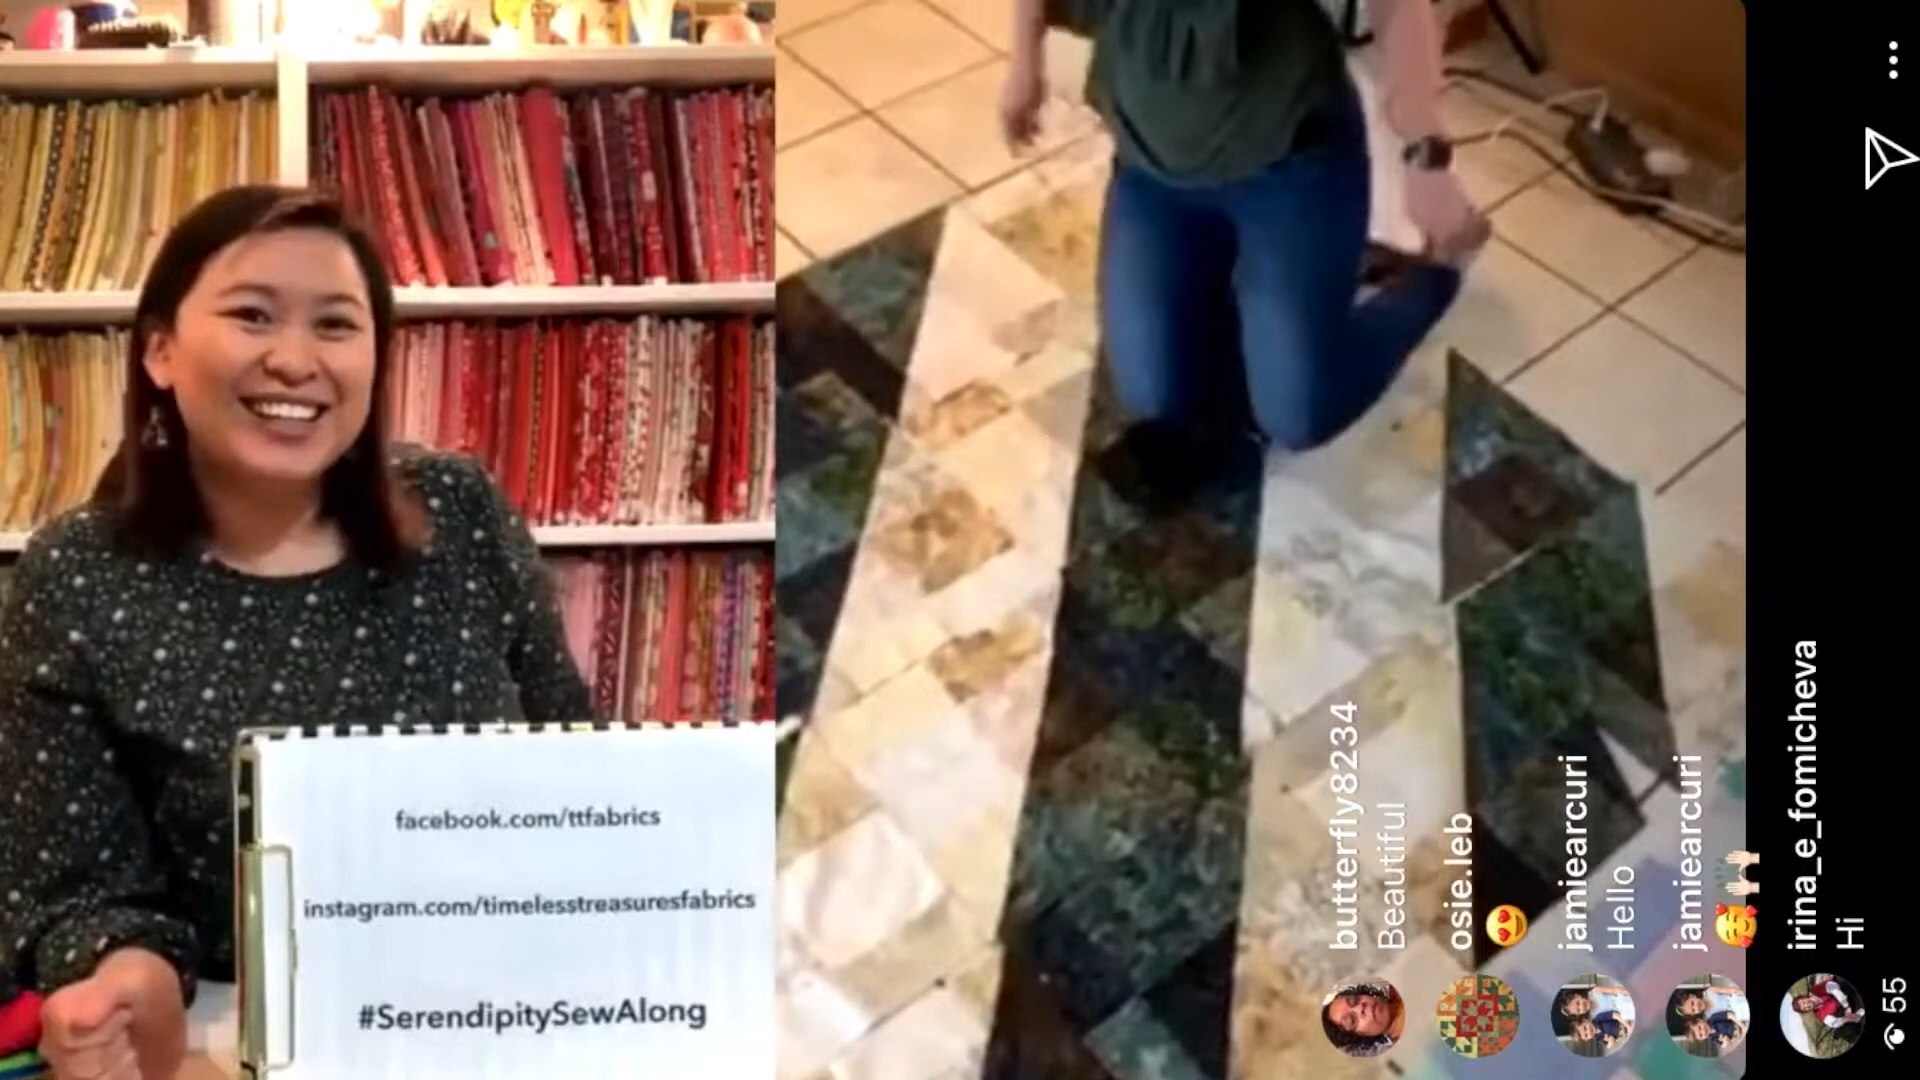 facebook.com/ttfabrics
instagram.com/timelesstreasuresfabrics
#SerendipitySewAlong
butterfly8234
Beautiful
osie.leb
😍
jamiearcuri
Hello
jamiearcuri
🥰🙌🏻
irina_e_fomicheva
Hi
55